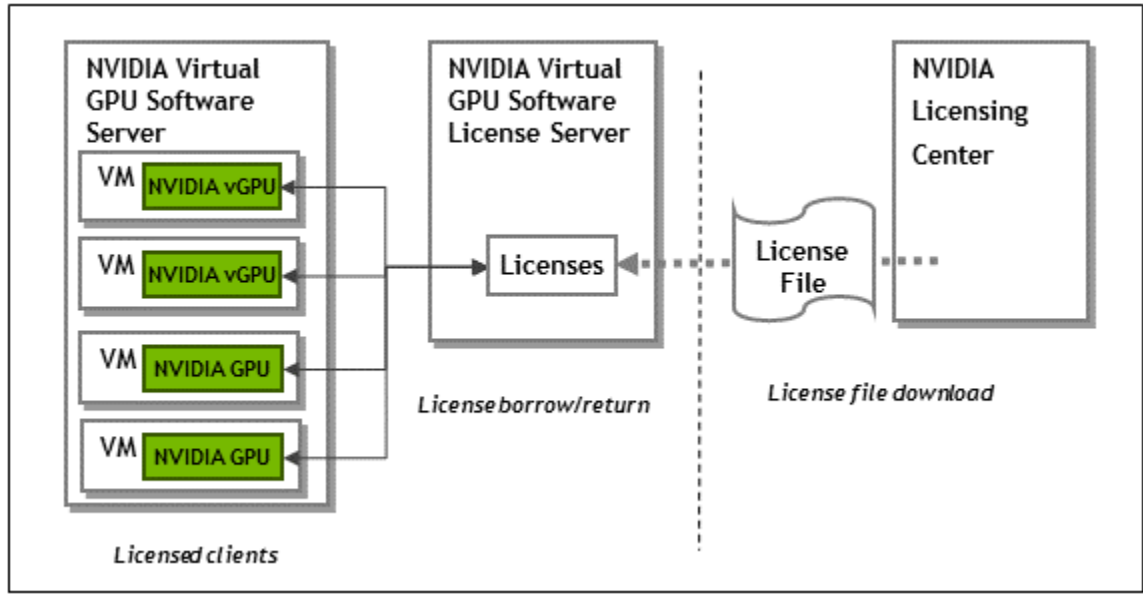 NVIDIA Virtual
GPU Software
Server
VM
NVIDIA vGPU
VM
NVIDIA vGPU
VM
NVIDIA GPU
VM
NVIDIA GPU
Licensed clients
NVIDIA Virtual
GPU Software
License Server
Licenses
License borrow/return
License
File
NVIDIA
Licensing
Center
License file download